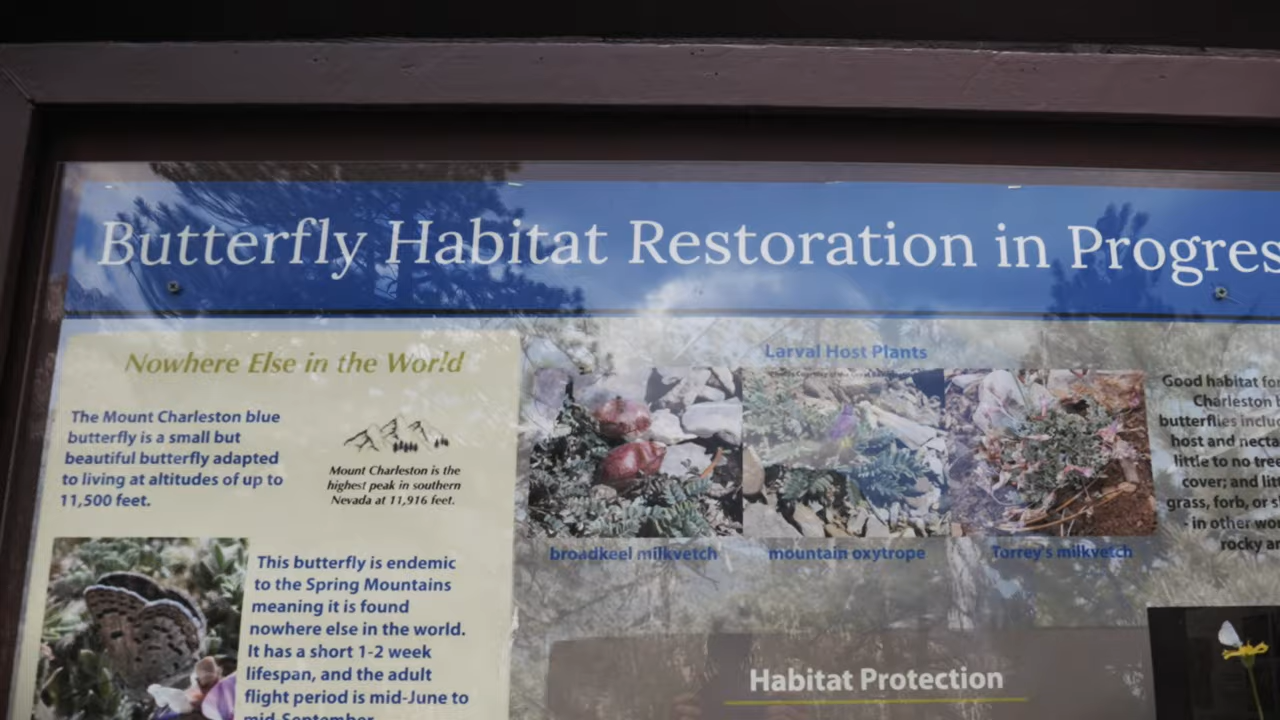 Butterfly Habitat Restoration in Progres
Nowhere Else in the World
The Mount Charleston blue
butterfly is a small but
beautiful butterfly adapted
to living at altitudes of up to
11,500 feet.
Mount Charleston is the
highest peak in southern
Nevada at 11,916 feet.
This butterfly is endemic
to the Spring Mountains
meaning it is found
nowhere else in the world.
It has a short 1-2 week
lifespan, and the adult
flight period is mid-June to
mid-September
Larval Host Plants
broadkeel milkvetch
mountain oxytrope
Torrey's milkvetch
Good habitat for
Charleston b
butterflies includ
host and necta
little to no tree
cover; and litt
grass, forb, or s
- in other wor
rocky ar
Habitat Protection